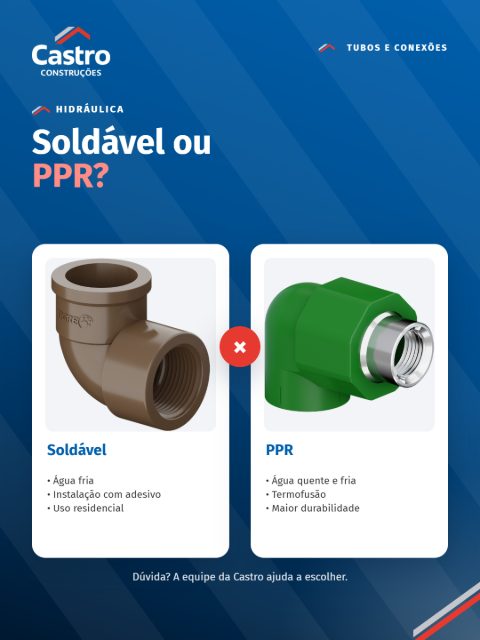 Castro
CONSTRUÇÕES
TUBOS E CONEXÕES
HIDRÁULICA
Soldável ou
PPR?
Soldável
• Água fria
• Instalação com adesivo
• Uso residencial
PPR
• Água quente e fria
• Termofusão
• Maior durabilidade
Dúvida? A equipe da Castro ajuda a escolher.